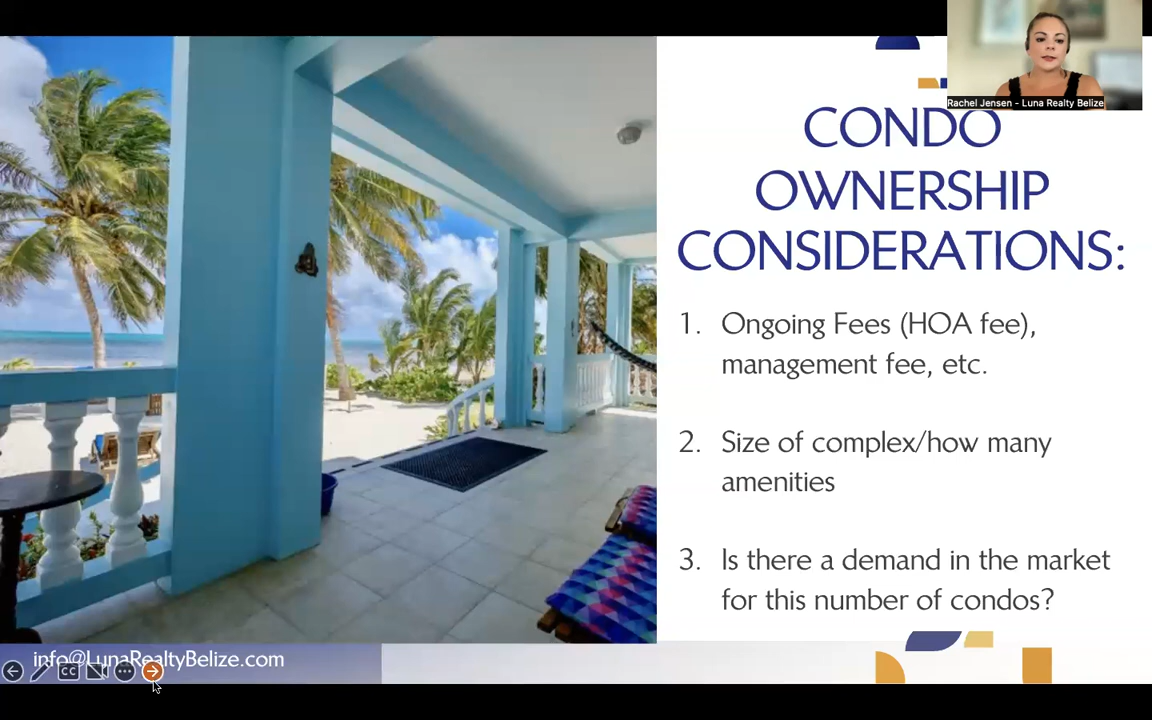 Rachel Jensen - Luna Realty Belize
CONDO
OWNERSHIP
CONSIDERATIONS:
1. Ongoing Fees (HOA fee),
management fee, etc.
2. Size of complex/how many
amenities
3. Is there a demand in the market
for this number of condos?
info@LunaRealtyBelize.com
CC